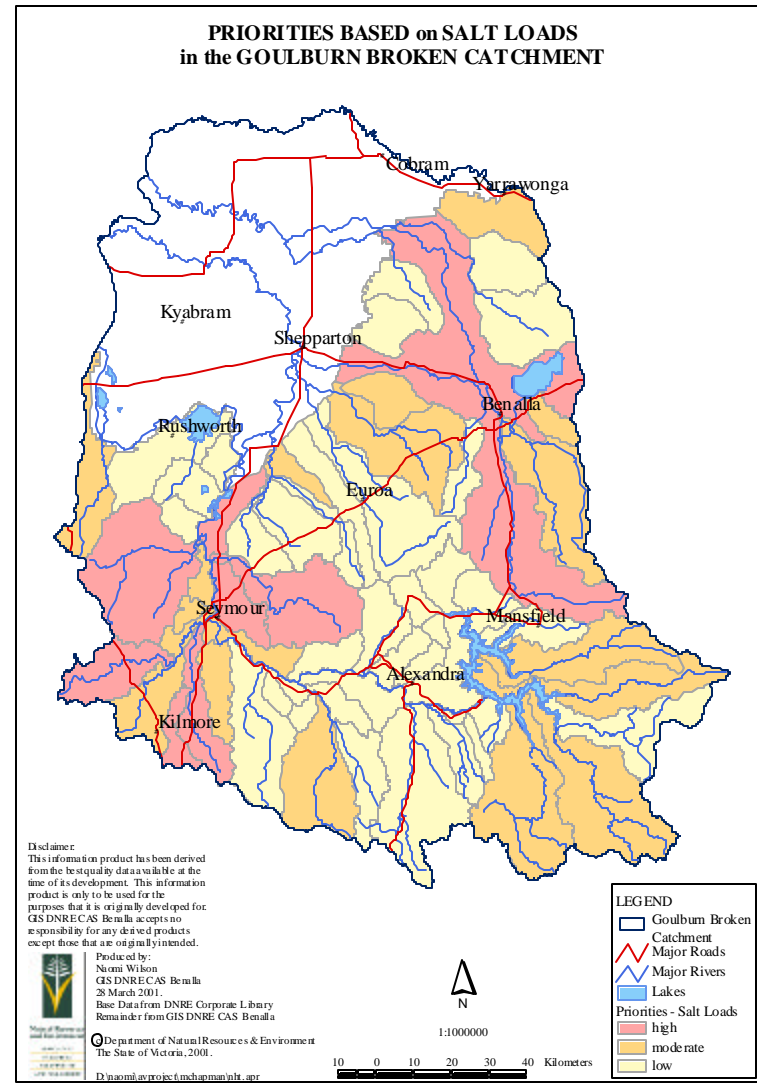 PRIORITIES BASED on SALT LOADS
in the GOULBURN BROKEN CATCHMENT
Cobram
Yarrawonga
Kyabram
Shepparton
Benalla
Rushworth
Euroa
Seymour
Mansfield
Alexandra
Kilmore
Disclaimer:
This information product has been derived
from the best quality data available at the
time of its development. This information
product is only to be used for the
purposes that it is originally developed for.
GIS DNRE CAS Benalla accepts no
responsibility for any derived products
except those that are originally intended.
Produced by:
Naomi Wilson
GIS DNRE CAS Benalla
28 March 2001.
Base Data from DNRE Corporate Library
Remainder from GIS DNRE CAS Benalla
c Department of Natural Resources & Environment
The State of Victoria, 2001.
D:\naomi\avproject\mchapman\nht.apr
N
1:1000000
10 0 10 20 30 40 Kilometers
LEGEND
Goulburn Broken
Catchment
Major Roads
Major Rivers
Lakes
Priorities - Salt Loads
high
moderate
low